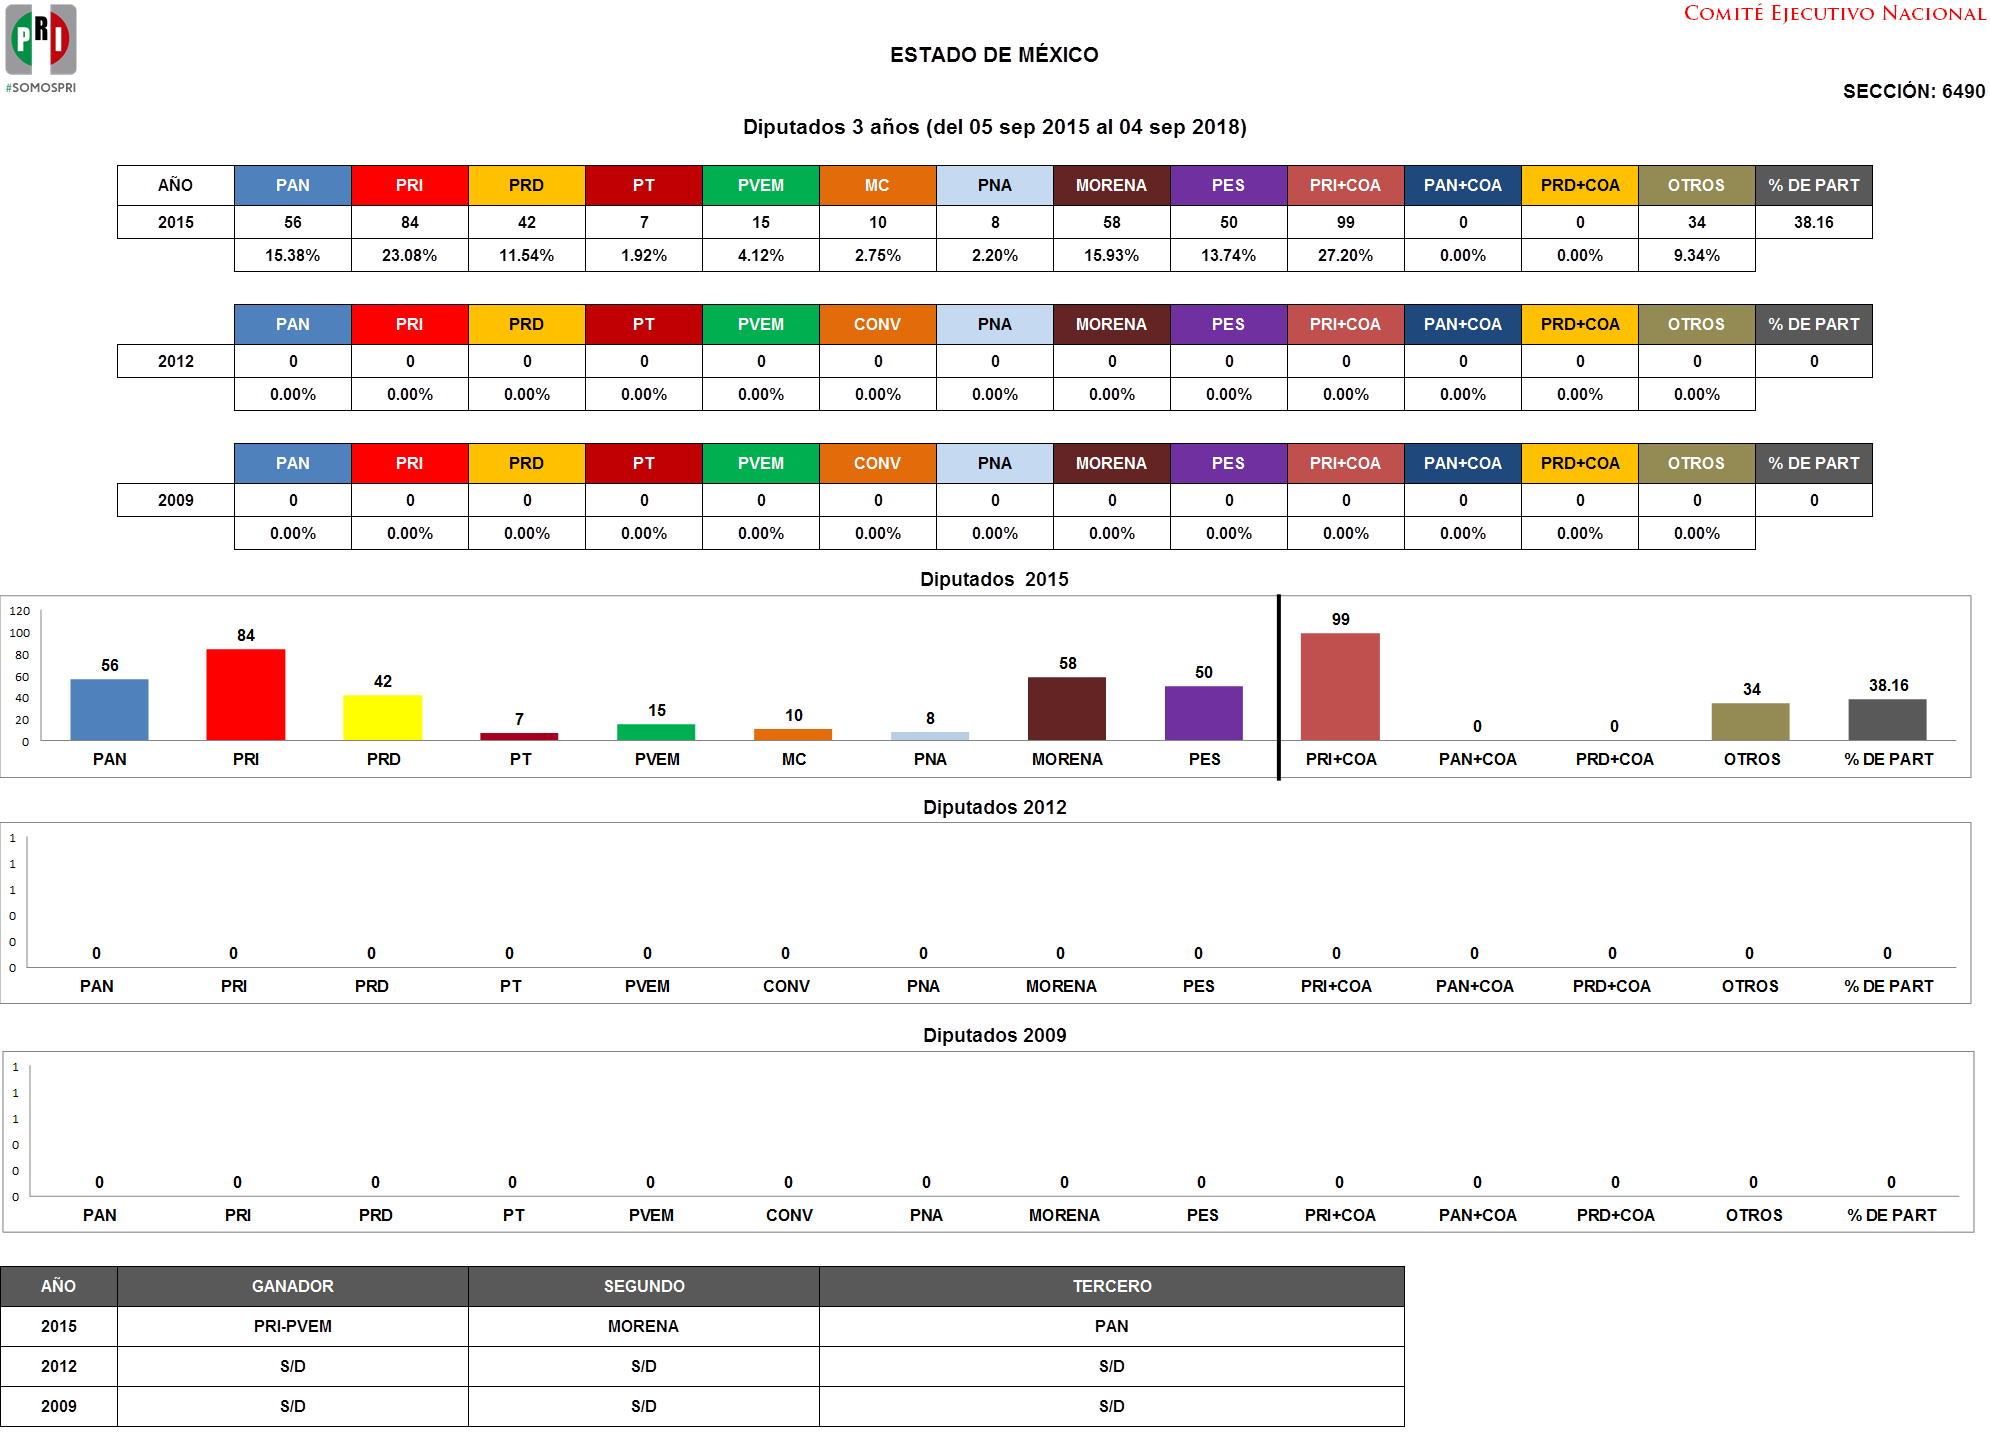 PRI
#SOMOSPRI
COMITÉ EJECUTIVO NACIONAL
ESTADO DE MÉXICO
SECCIÓN: 6490
Diputados 3 años (del 05 sep 2015 al 04 sep 2018)
AÑO PAN PRI PRD PT PVEM MC PNA MORENA PES PRI+COA PAN+COA PRD+COA OTROS % DE PART
2015 56 84 42 7 15 10 8 58 50 99 0 0 34 38.16
15.38% 23.08% 11.54% 1.92% 4.12% 2.75% 2.20% 15.93% 13.74% 27.20% 0.00% 0.00% 9.34%
PAN PRI PRD PT PVEM CONV PNA MORENA PES PRI+COA PAN+COA PRD+COA OTROS % DE PART
2012 0 0 0 0 0 0 0 0 0 0 0 0 0 0
0.00% 0.00% 0.00% 0.00% 0.00% 0.00% 0.00% 0.00% 0.00% 0.00% 0.00% 0.00% 0.00%
PAN PRI PRD PT PVEM CONV PNA MORENA PES PRI+COA PAN+COA PRD+COA OTROS % DE PART
2009 0 0 0 0 0 0 0 0 0 0 0 0 0 0
0.00% 0.00% 0.00% 0.00% 0.00% 0.00% 0.00% 0.00% 0.00% 0.00% 0.00% 0.00% 0.00%
Diputados 2015
120
100
80
60
40
20
0
56 84 42 7 15 10 8 58 50 99 0 0 34 38.16
PAN PRI PRD PT PVEM MC PNA MORENA PES PRI+COA PAN+COA PRD+COA OTROS % DE PART
Diputados 2012
1
1
1
0
0
0
0 0 0 0 0 0 0 0 0 0 0 0 0 0
PAN PRI PRD PT PVEM CONV PNA MORENA PES PRI+COA PAN+COA PRD+COA OTROS % DE PART
Diputados 2009
1
1
1
0
0
0
0 0 0 0 0 0 0 0 0 0 0 0 0 0
PAN PRI PRD PT PVEM CONV PNA MORENA PES PRI+COA PAN+COA PRD+COA OTROS % DE PART
AÑO GANADOR SEGUNDO TERCERO
2015 PRI-PVEM MORENA PAN
2012 S/D S/D S/D
2009 S/D S/D S/D